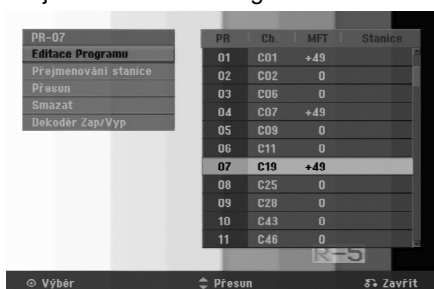 PR-07
Editace Programu
Přejmenování stanice
Přesun
Smazat
Dekodér Zap/Vyp
PR Ch. MFT Stanice
01 C01 +49
02 C02 0
03 C06 0
04 C07 +49
05 C09 0
06 C11 0
07 C19 +49
08 C25 0
09 C28 0
10 C43 0
11 C46 0
R-5
Výběr Přesun Zavřít